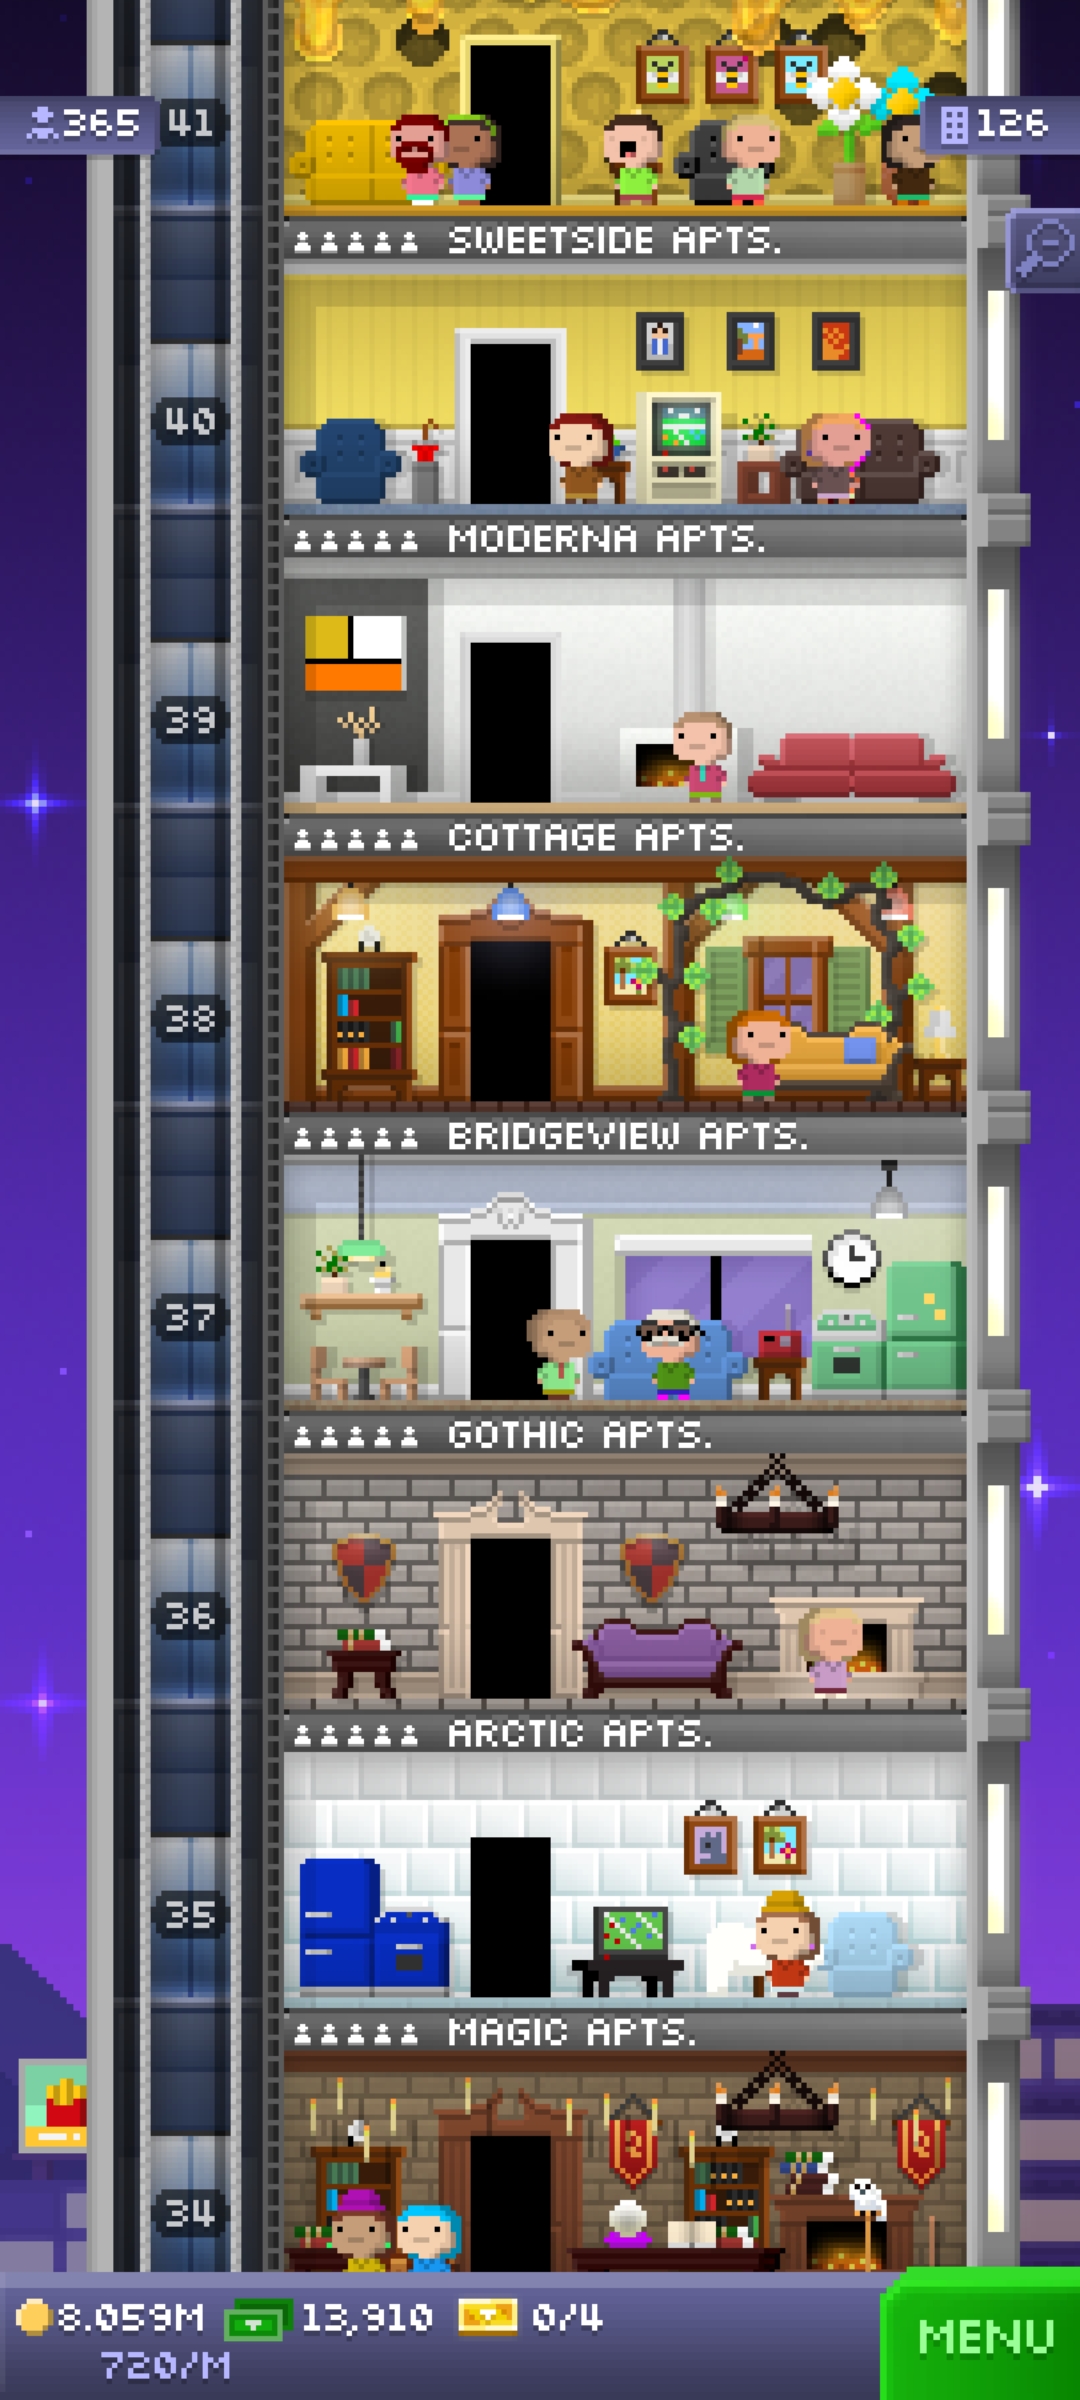 365
41
126
SWEETSIDE APTS.
40
MODERNA APTS.
39
COTTAGE APTS.
38
BRIDGEVIEW APTS.
37
GOTHIC APTS.
36
ARCTIC APTS.
35
MAGIC APTS.
34
8.059M 13,910 0/4
720/M
MENU